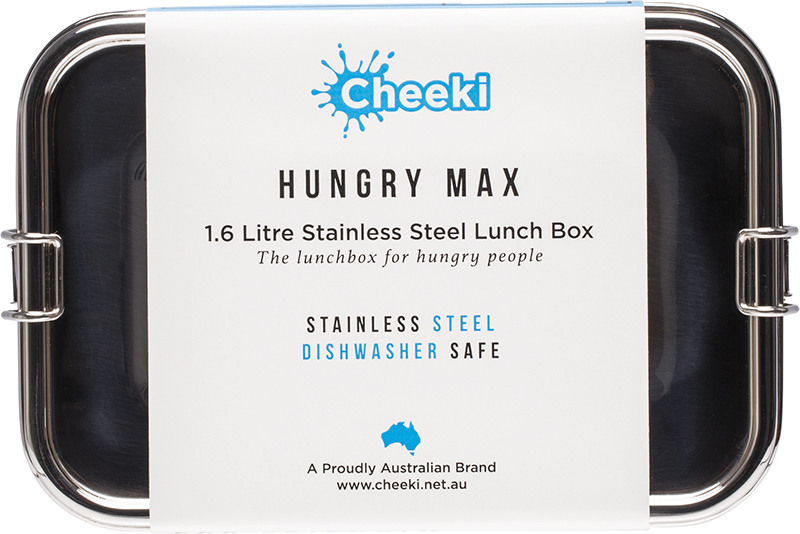 Cheeki
HUNGRY MAX
1.6 Litre Stainless Steel Lunch Box
The lunchbox for hungry people
STAINLESS STEEL
DISHWASHER SAFE
A Proudly Australian Brand
www.cheeki.net.au